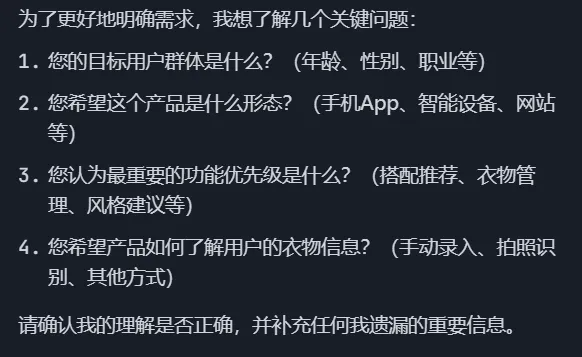 为了更好地明确需求，我想了解几个关键问题：
1. 您的目标用户群体是什么？（年龄、性别、职业等）
2. 您希望这个产品是什么形态？（手机App、智能设备、网站
等）
3. 您认为最重要的功能优先级是什么？（搭配推荐、衣物管
理、风格建议等）
4. 您希望产品如何了解用户的衣物信息？（手动录入、拍照识
别、其他方式）
请确认我的理解是否正确，并补充任何我遗漏的重要信息。